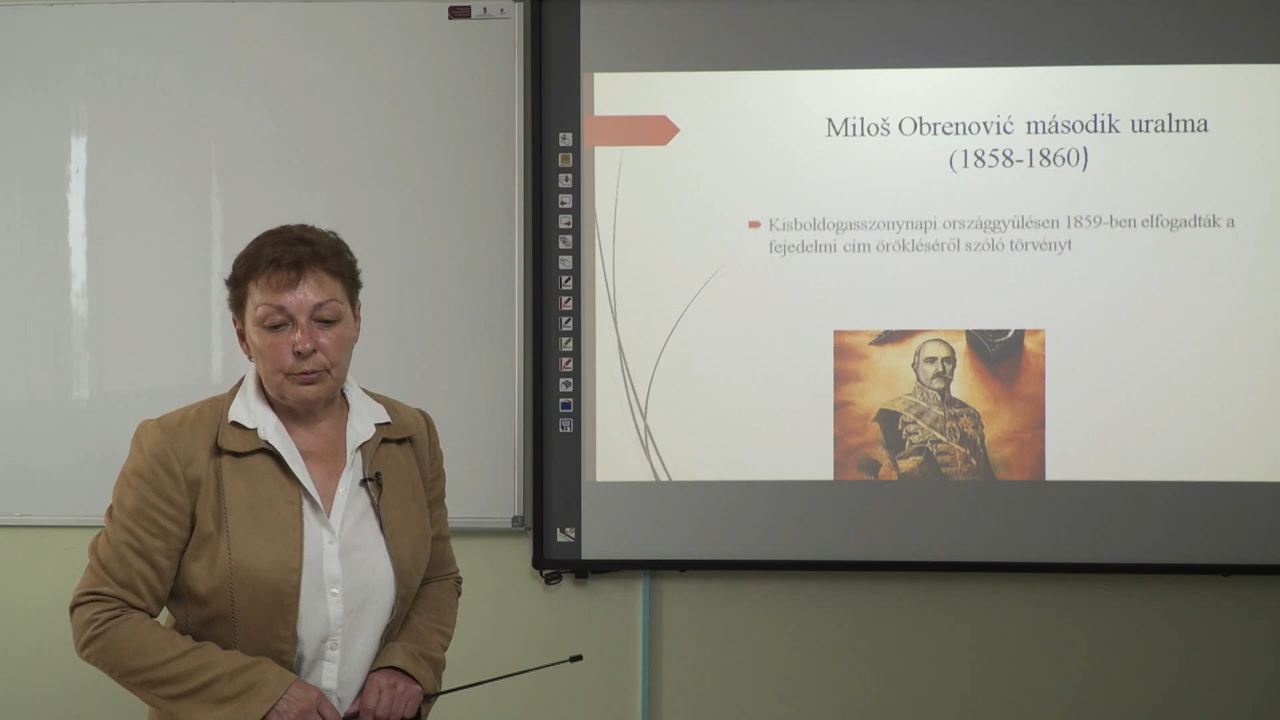 Miloš Obrenović második uralma
(1858-1860)
Kisboldogasszonynapi országgyűlésen 1859-ben elfogadták a
fejedelmi cím örökléséről szóló törvényt